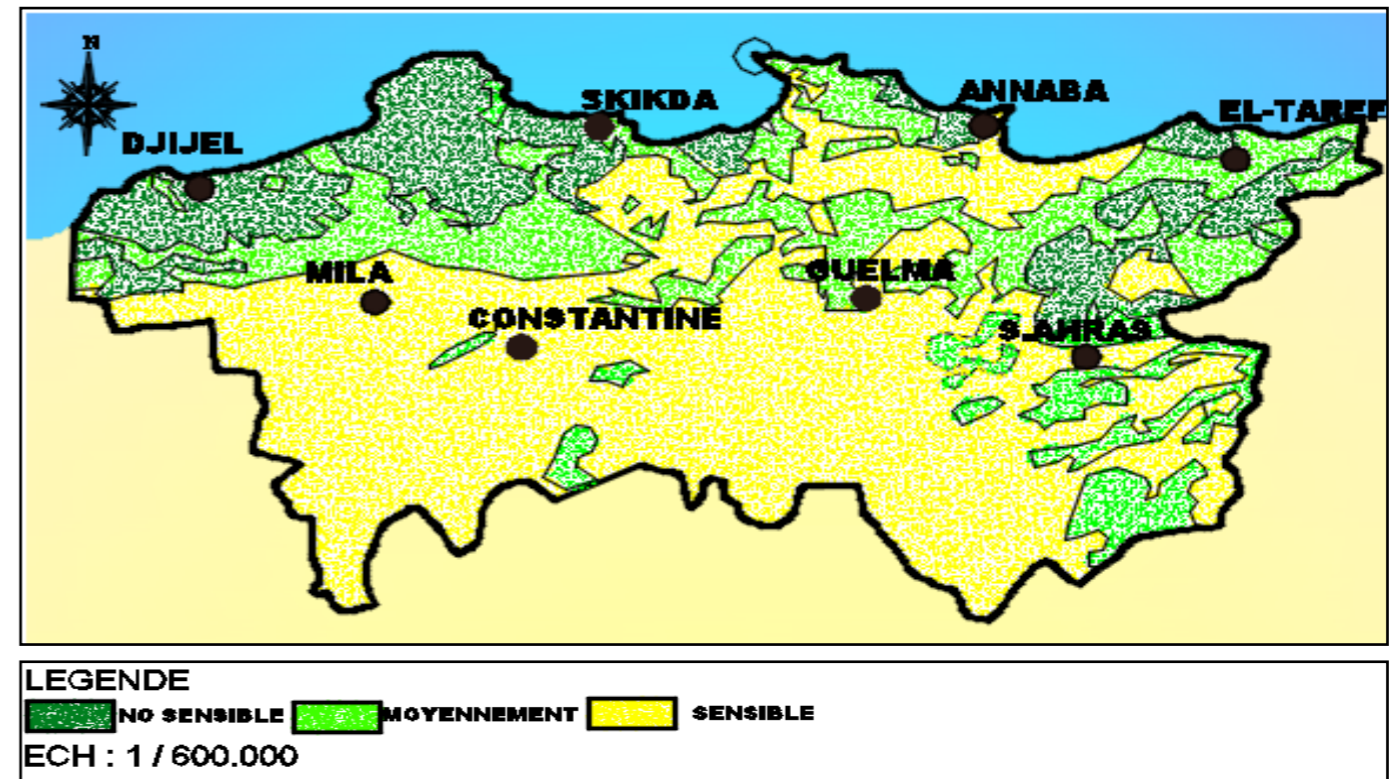 N
SKIKDA
ANNABA
EL-TAREF
DJIJEL
MILA
GUELMA
CONSTANTINE
S.AHRAS
LEGENDE
NO SENSIBLE MOYENNEMENT SENSIBLE
ECH : 1 / 600.000